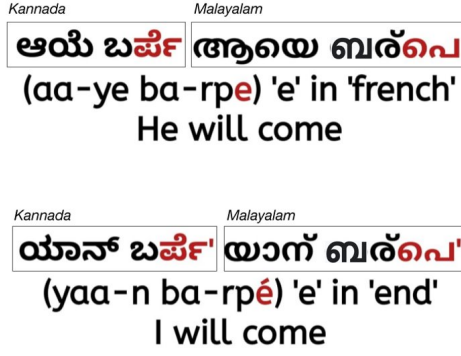 Kannada Malayalam
ಆಯೆ ಬರ್ಪೆ ആയെ ബര്പെ
(aa-ye ba-rpe) 'e' in 'french'
He will come
Kannada Malayalam
ಯಾನ್ ಬರ್ಪೆ' യാന് ബര്പെ'
(yaa-n ba-rpé) 'e' in 'end'
I will come